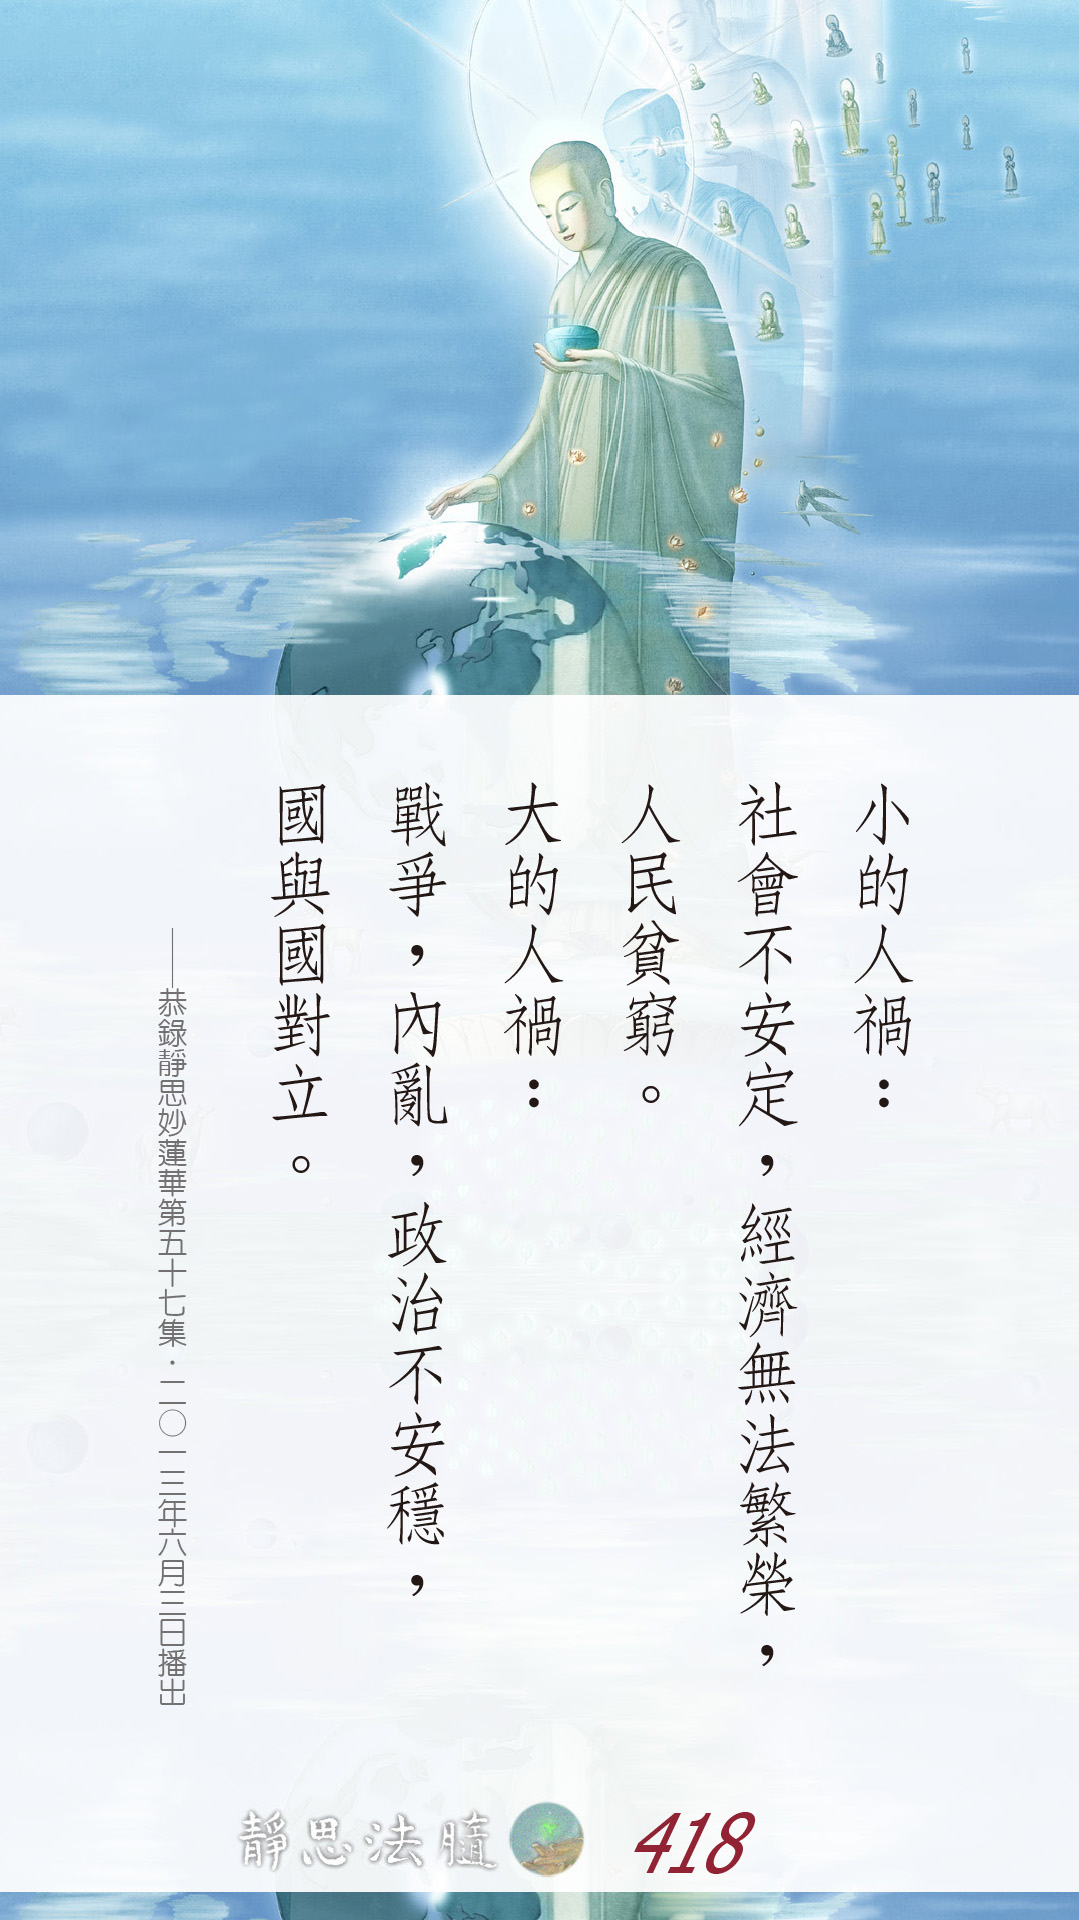 小的人禍：
社會不安定，經濟無法繁榮，
人民貧窮。
大的人禍：
戰爭，內亂，政治不安穩，
國與國對立。
——恭錄靜思妙蓮華第五十七集．二〇一三年六月三日播出
靜思法髓
418